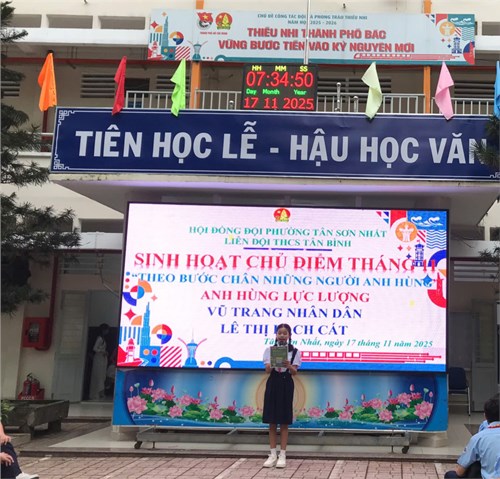 CHỦ ĐỀ CÔNG TÁC ĐỘI & PHONG TRÀO THIẾU NHI
NĂM HỌC: 2025 - 2026
THIẾU NHI THÀNH PHỐ BÁC
VỮNG BƯỚC TIẾN VÀO KỶ NGUYÊN MỚI
HH MM SS
07:34:50
Day Month Year
17 11 2025
TIÊN HỌC LỄ - HẬU HỌC VĂN
HỘI ĐỒNG ĐỘI PHƯỜNG TÂN SƠN NHẤT
LIÊN ĐỘI THCS TÂN BÌNH
SINH HOẠT CHỦ ĐIỂM THÁNG 11
"THEO BƯỚC CHÂN NHỮNG NGƯỜI ANH HÙNG"
ANH HÙNG LỰC LƯỢNG
VŨ TRANG NHÂN DÂN
LÊ THỊ BẠCH CÁT
Tân Sơn Nhất, ngày 17 tháng 11 năm 2025